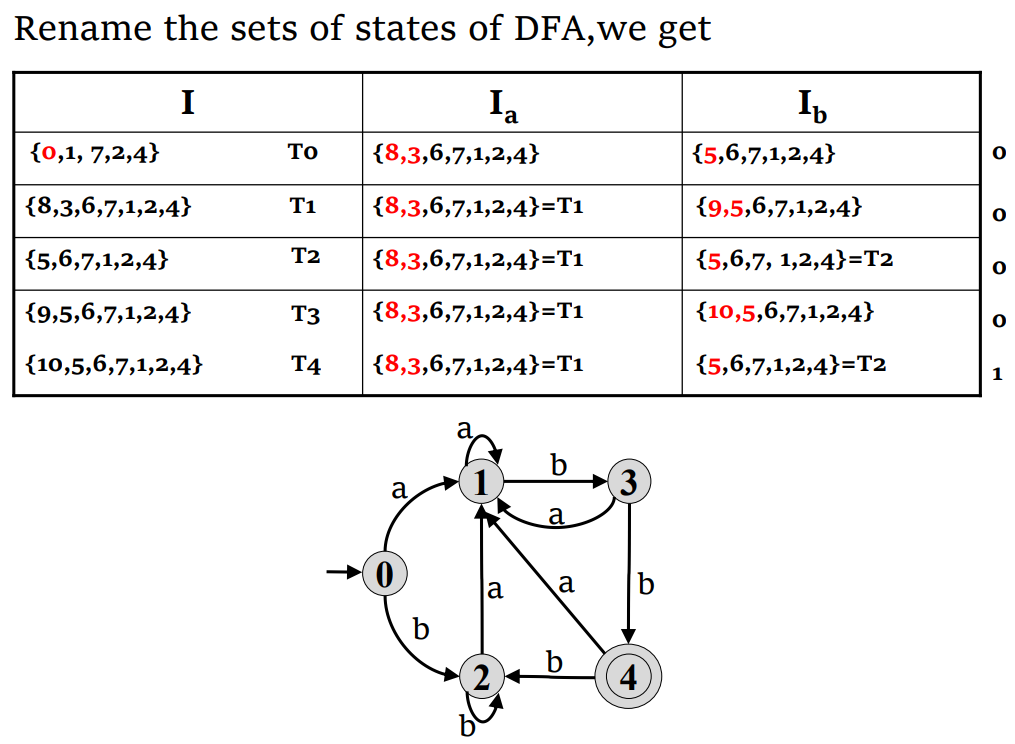 Rename the sets of states of DFA,we get
I Ia Ib
{0,1, 7,2,4} T0 {8,3,6,7,1,2,4} {5,6,7,1,2,4} 0
{8,3,6,7,1,2,4} T1 {8,3,6,7,1,2,4}=T1 {9,5,6,7,1,2,4} 0
{5,6,7,1,2,4} T2 {8,3,6,7,1,2,4}=T1 {5,6,7, 1,2,4}=T2 0
{9,5,6,7,1,2,4} T3 {8,3,6,7,1,2,4}=T1 {10,5,6,7,1,2,4} 0
{10,5,6,7,1,2,4} T4 {8,3,6,7,1,2,4}=T1 {5,6,7,1,2,4}=T2 1
a
a 1 b 3
a
0
a a b
b
2 b 4
b